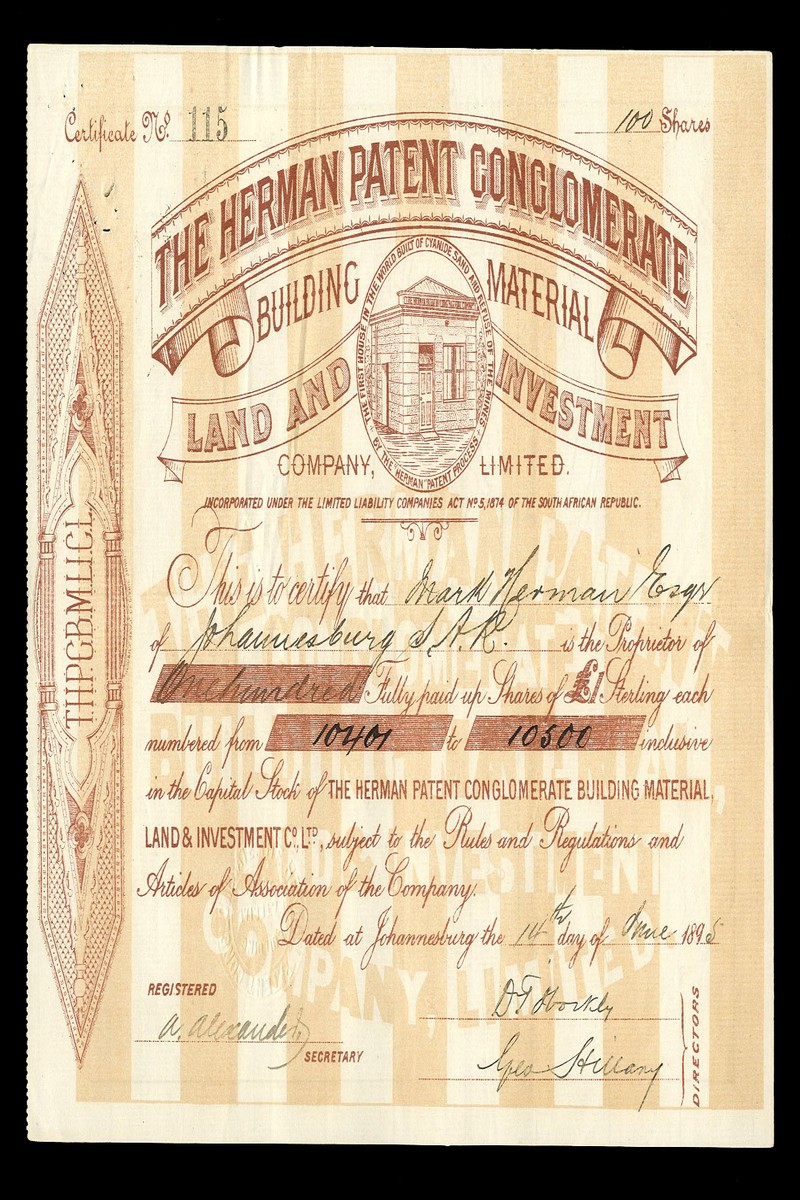 Certificate No. 115
100 Shares
THE HERMAN PATENT CONGLOMERATE
BUILDING MATERIAL
THE FIRST HOUSE IN THE WORLD BUILT OF CYANIDE SAND AND REFUSE OF THE MINES
BY THE "HERMAN" PATENT PROCESS
LAND AND INVESTMENT
COMPANY, LIMITED.
INCORPORATED UNDER THE LIMITED LIABILITY COMPANIES ACT No 5, 1874 OF THE SOUTH AFRICAN REPUBLIC.
THPCBMLICL
This is to certify that Mark Herman Esqr
of Johannesburg S.A.R. is the Proprietor of
One hundred Fully paid up Shares of £1 Sterling each
numbered from 10401 to 10500 inclusive
in the Capital Stock of THE HERMAN PATENT CONGLOMERATE BUILDING MATERIAL,
LAND & INVESTMENT Co, LTD, subject to the Rules and Regulations and
Articles of Association of the Company.
Dated at Johannesburg the 14th day of June 1895
REGISTERED
A. Alexander
SECRETARY
Geo
DIRECTORS